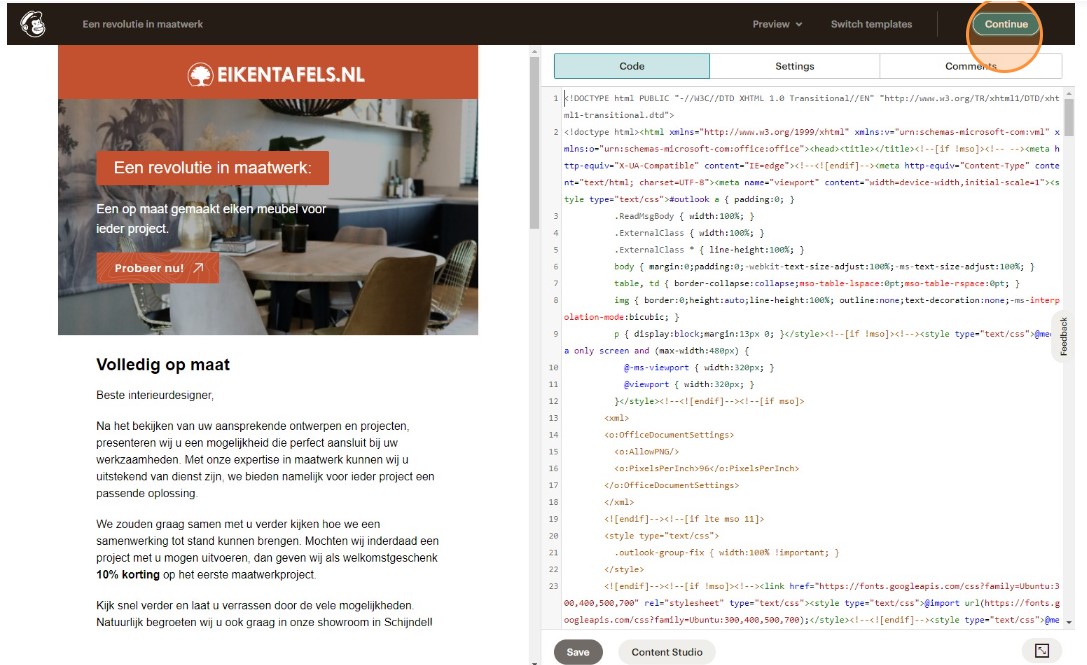 Een revolutie in maatwerk
Preview
Switch templates
Continue
EIKENTAFELS.NL
Een revolutie in maatwerk:
Een op maat gemaakt eiken meubel voor
ieder project.
Probeer nu!
Volledig op maat
Beste interieurdesigner,
Na het bekijken van uw aansprekende ontwerpen en projecten,
presenteren wij u een mogelijkheid die perfect aansluit bij uw
werkzaamheden. Met onze expertise in maatwerk kunnen wij u
uitstekend van dienst zijn, we bieden namelijk voor ieder project een
passende oplossing.
We zouden graag samen met u verder kijken hoe we een
samenwerking tot stand kunnen brengen. Mochten wij inderdaad een
project met u mogen uitvoeren, dan geven wij als welkomstgeschenk
10% korting op het eerste maatwerkproject.
Kijk snel verder en laat u verrassen door de vele mogelijkheden.
Natuurlijk begroeten wij u ook graag in onze showroom in Schijndel!
Code
Settings
Comments
1 <!DOCTYPE html PUBLIC "-//W3C//DTD XHTML 1.0 Transitional//EN" "http://www.w3.org/TR/xhtml1/DTD/xht
ml1-transitional.dtd">
2 <!doctype html><html xmlns="http://www.w3.org/1999/xhtml" xmlns:v="urn:schemas-microsoft-com:vml" x
mlns:o="urn:schemas-microsoft-com:office:office"><head><title></title><!--[if !mso]><!-- --><meta h
ttp-equiv="X-UA-Compatible" content="IE=edge"><!--<![endif]--><meta http-equiv="Content-Type" conte
nt="text/html; charset=UTF-8"><meta name="viewport" content="width=device-width,initial-scale=1"><s
tyle type="text/css">#outlook a { padding:0; }
3 .ReadMsgBody { width:100%; }
4 .ExternalClass { width:100%; }
5 .ExternalClass * { line-height:100%; }
6 body { margin:0;padding:0;-webkit-text-size-adjust:100%;-ms-text-size-adjust:100%; }
7 table, td { border-collapse:collapse;mso-table-lspace:0pt;mso-table-rspace:0pt; }
8 img { border:0;height:auto;line-height:100%; outline:none;text-decoration:none;-ms-interp
olation-mode:bicubic; }
9 p { display:block;margin:13px 0; }</style><!--[if !mso]><!--><style type="text/css">@me
a only screen and (max-width:480px) {
10 @-ms-viewport { width:320px; }
11 @viewport { width:320px; }
12 }</style><!--<![endif]--><!--[if mso]>
13 <xml>
14 <o:OfficeDocumentSettings>
15 <o:AllowPNG/>
16 <o:PixelsPerInch>96</o:PixelsPerInch>
17 </o:OfficeDocumentSettings>
18 </xml>
19 <![endif]--><!--[if lte mso 11]>
20 <style type="text/css">
21 .outlook-group-fix { width:100% !important; }
22 </style>
23 <![endif]--><!--[if !mso]><!--><link href="https://fonts.googleapis.com/css?family=Ubuntu:3
00,400,500,700" rel="stylesheet" type="text/css"><style type="text/css">@import url(https://fonts.g
oogleapis.com/css?family=Ubuntu:300,400,500,700);</style><!--<![endif]--><style type="text/css">@me
Feedback
Save
Content Studio